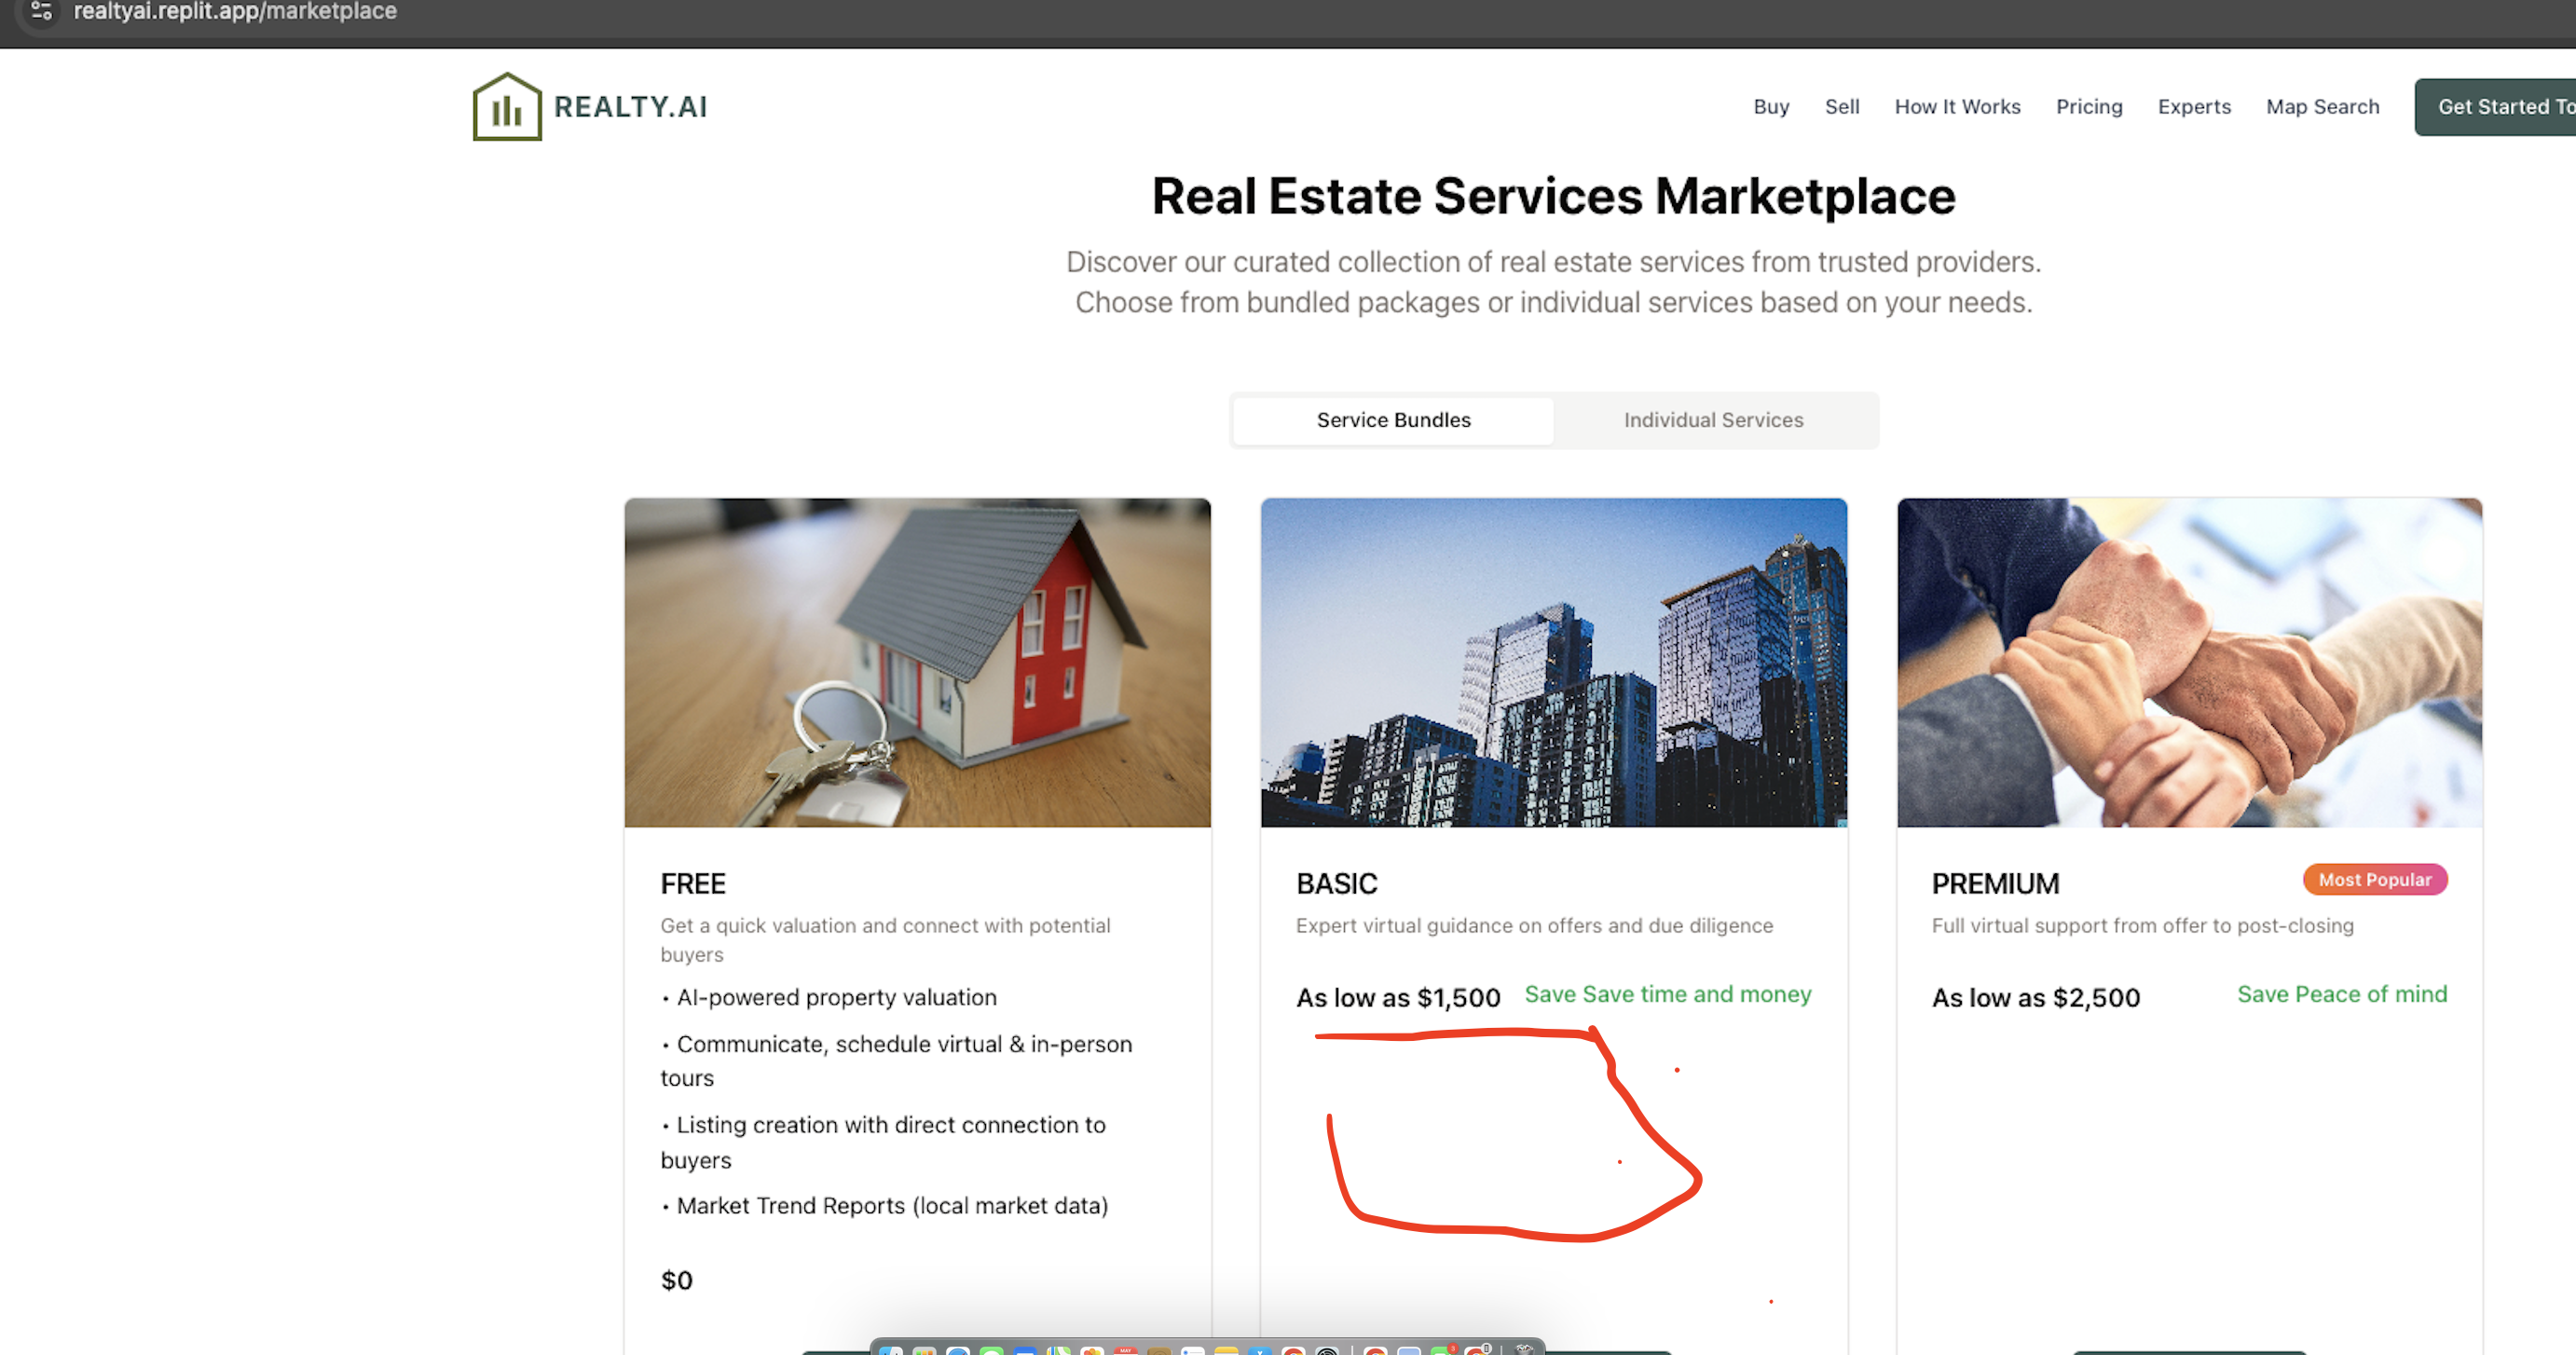 realtyai.replit.app/marketplace
REALTY.AI
Buy Sell How It Works Pricing Experts Map Search Get Started To
Real Estate Services Marketplace
Discover our curated collection of real estate services from trusted providers.
Choose from bundled packages or individual services based on your needs.
Service Bundles Individual Services
FREE
Get a quick valuation and connect with potential
buyers
• AI-powered property valuation
• Communicate, schedule virtual & in-person
tours
• Listing creation with direct connection to
buyers
• Market Trend Reports (local market data)
$0
BASIC
Expert virtual guidance on offers and due diligence
As low as $1,500 Save Save time and money
PREMIUM Most Popular
Full virtual support from offer to post-closing
As low as $2,500 Save Peace of mind
MAY
3